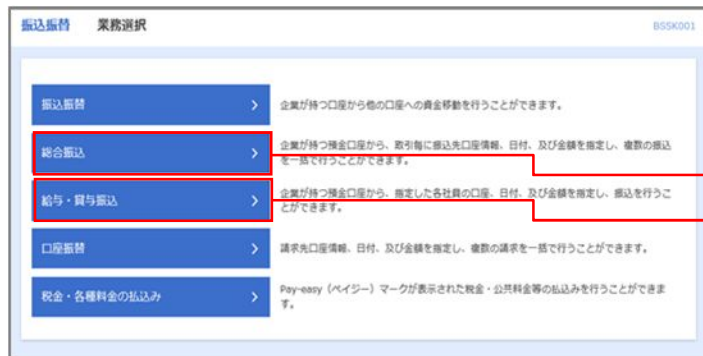 振込振替 業務選択 BSSK001
振込振替 企業が持つ口座から他の口座への資金移動を行うことができます。
総合振込 企業が持つ預金口座から、取引毎に振込先口座情報、日付、及び金額を指定し、複数の振込
を一括で行うことができます。
給与・賞与振込 企業が持つ預金口座から、指定した各社員の口座、日付、及び金額を指定し、振込を行うこ
とができます。
口座振替 請求先口座情報、日付、及び金額を指定し、複数の請求を一括で行うことができます。
税金・各種料金の払込み Pay-easy（ペイジー）マークが表示された税金・公共料金等の払込みを行うことができま
す。